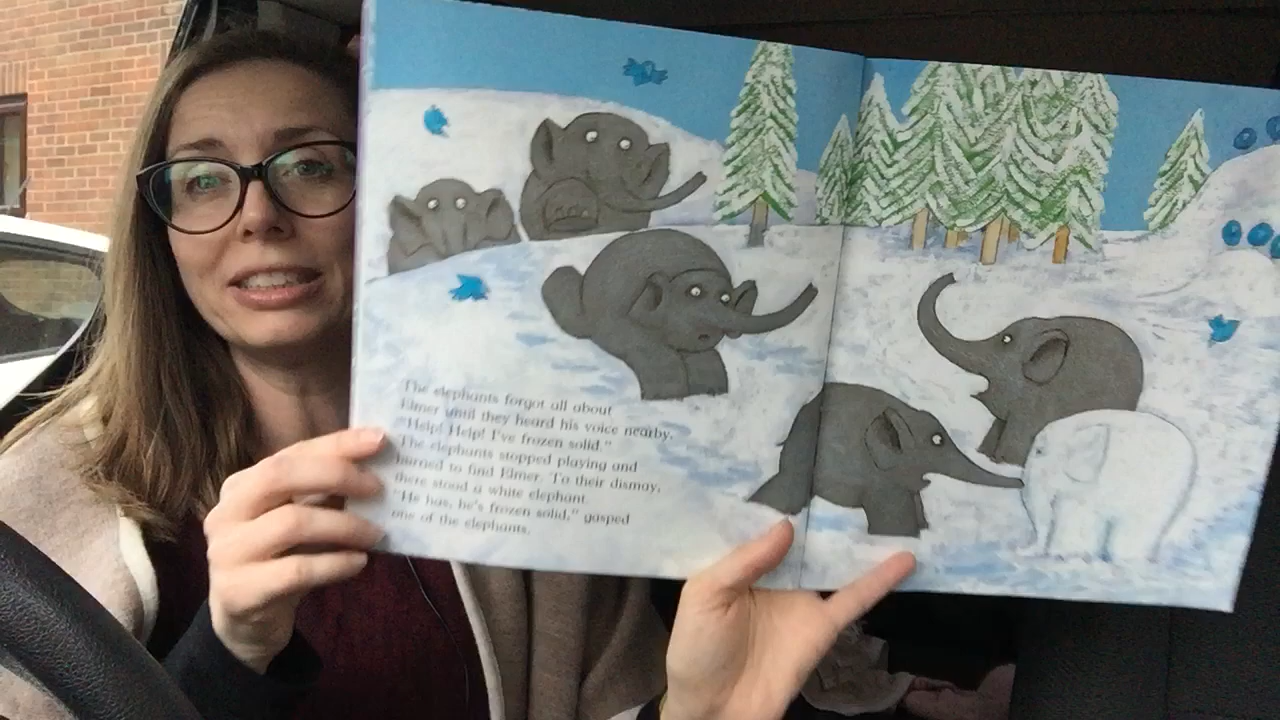 The elephants forgot all about
Elmer until they heard his voice nearby.
"Help! Help! I've frozen solid."
The elephants stopped playing and
hurried to find Elmer. To their dismay,
there stood a white elephant.
"He has, he's frozen solid," gasped
one of the elephants.